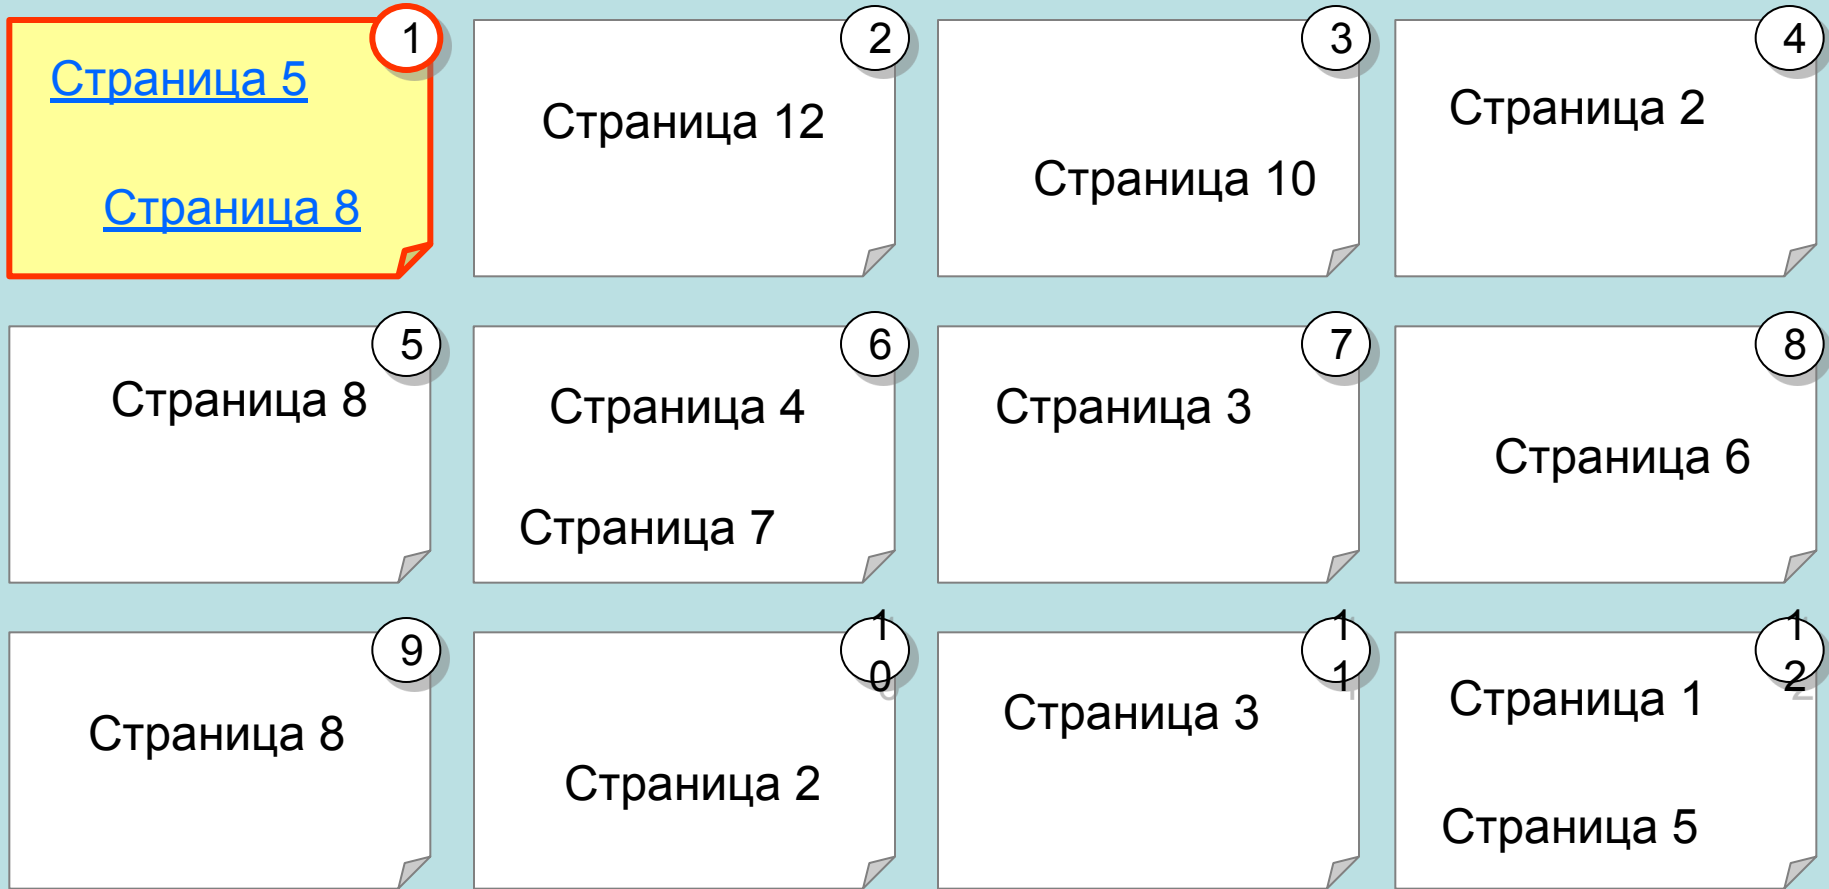 1
Страница 5
Страница 8
2
Страница 12
3
Страница 10
4
Страница 2
5
Страница 8
6
Страница 4
Страница 7
7
Страница 3
8
Страница 6
9
Страница 8
10
Страница 2
11
Страница 3
12
Страница 1
Страница 5